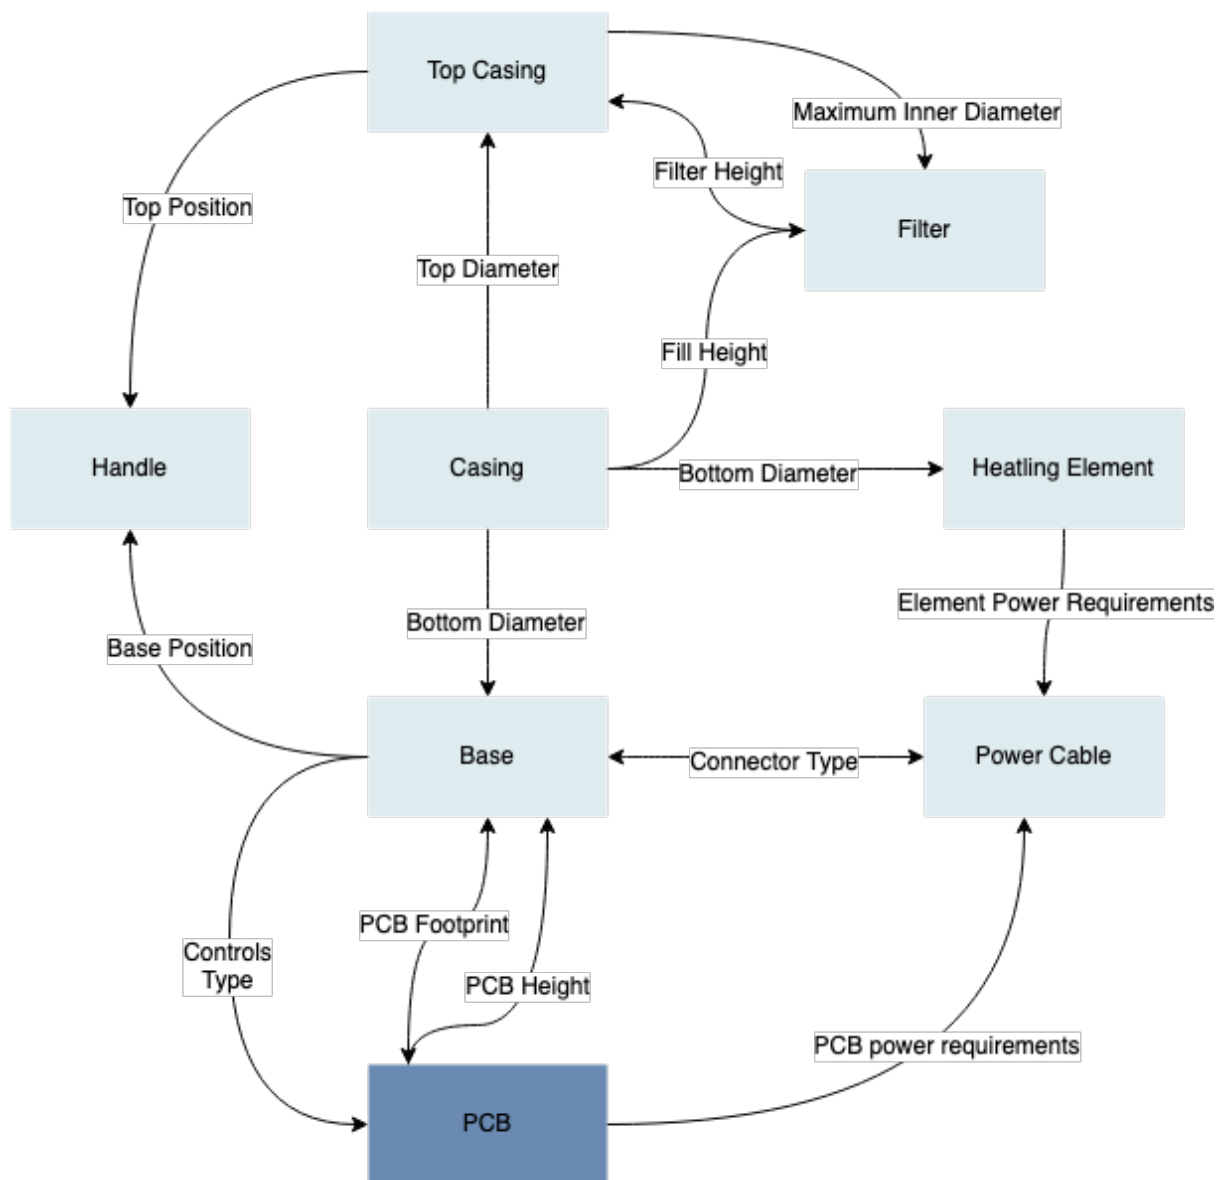 Top Casing
Maximum Inner Diameter
Filter Height
Top Position
Filter
Top Diameter
Fill Height
Handle
Casing
Bottom Diameter
Heatling Element
Element Power Requirements
Bottom Diameter
Base Position
Base
Connector Type
Power Cable
PCB Footprint
Controls
Type
PCB Height
PCB power requirements
PCB